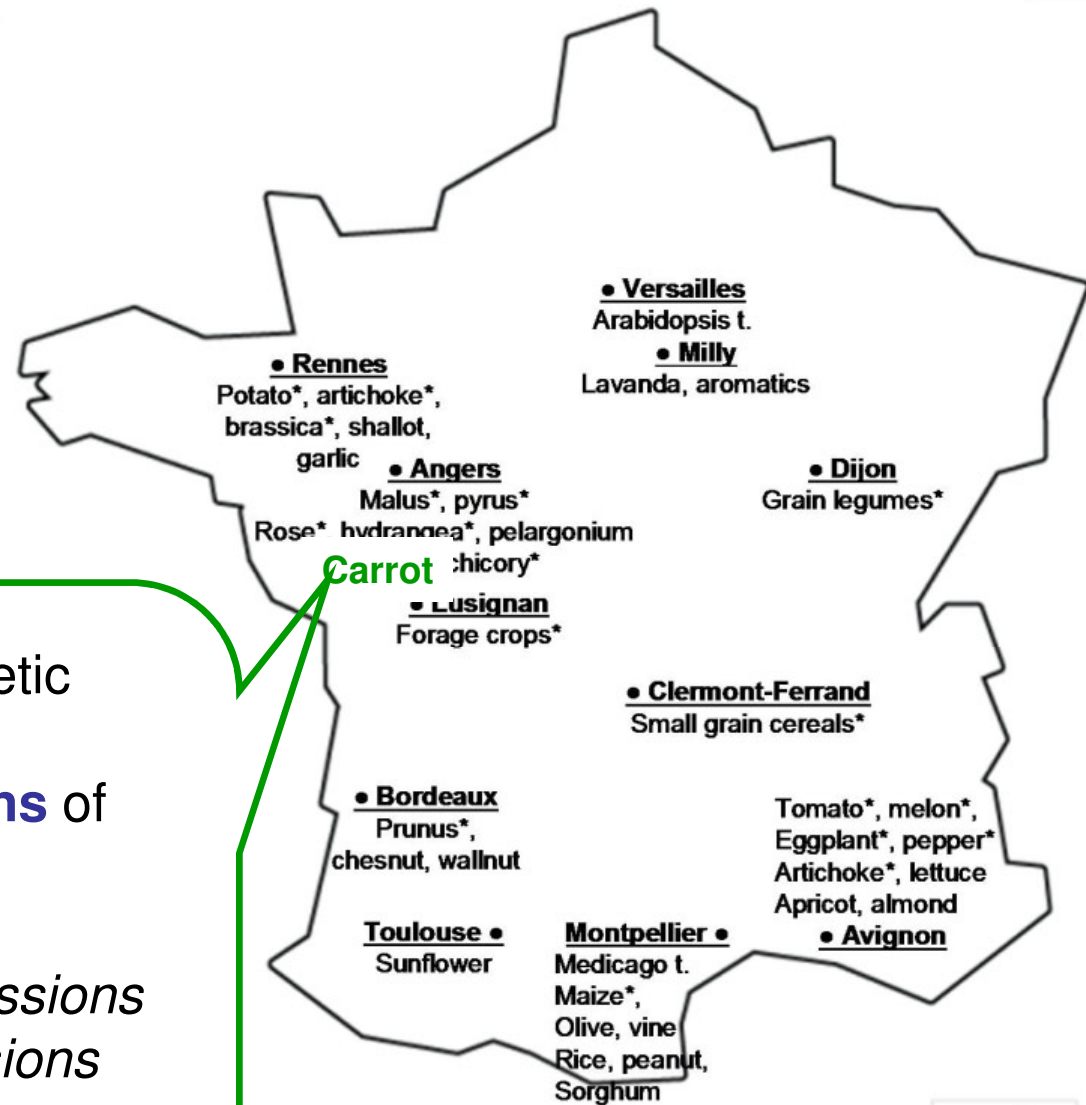 • Versailles
Arabidopsis t.
• Milly
Lavanda, aromatics
• Rennes
Potato*, artichoke*,
brassica*, shallot,
garlic
• Angers
Malus*, pyrus*
Rose*, hydrangea*, pelargonium
Carrot chicory*
• Lusignan
Forage crops*
• Dijon
Grain legumes*
• Clermont-Ferrand
Small grain cereals*
• Bordeaux
Prunus*,
chesnut, wallnut
Tomato*, melon*,
Eggplant*, pepper*
Artichoke*, lettuce
Apricot, almond
• Avignon
Toulouse •
Sunflower
Montpellier •
Medicago t.
Maize*,
Olive, vine
Rice, peanut,
Sorghum
etic
ns of
ssions
sions